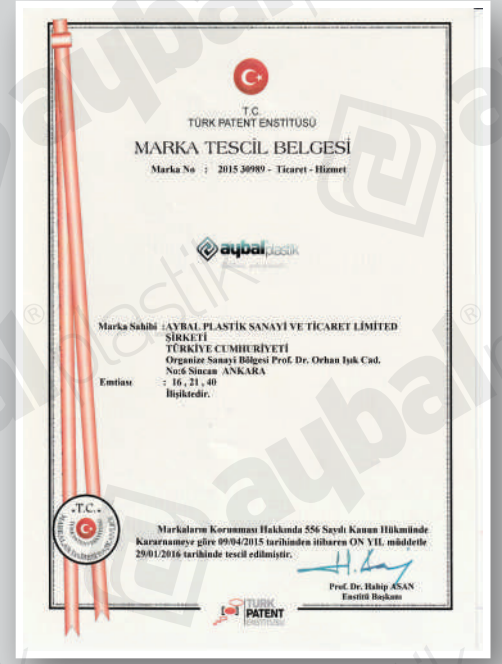 T.C.
TÜRK PATENT ENSTİTÜSÜ
MARKA TESCİL BELGESİ
Marka No : 2015 30989 - Ticaret - Hizmet
aybalplastik
Marka Sahibi : AYBAL PLASTİK SANAYİ VE TİCARET LİMİTED
ŞİRKETİ
TÜRKİYE CUMHURİYETİ
Organize Sanayi Bölgesi Prof. Dr. Orhan Işık Cad.
No:6 Sincan ANKARA
Emtiası : 16 , 21 , 40
İlişiktedir.
.T.C.
Markaların Korunması Hakkında 556 Sayılı Kanun Hükmünde
Kararnameye göre 09/04/2015 tarihinden itibaren ON YIL müddetle
29/01/2016 tarihinde tescil edilmiştir.
Prof. Dr. Habip ASAN
Enstitü Başkanı
TÜRK
PATENT
ENSTİTÜSÜ